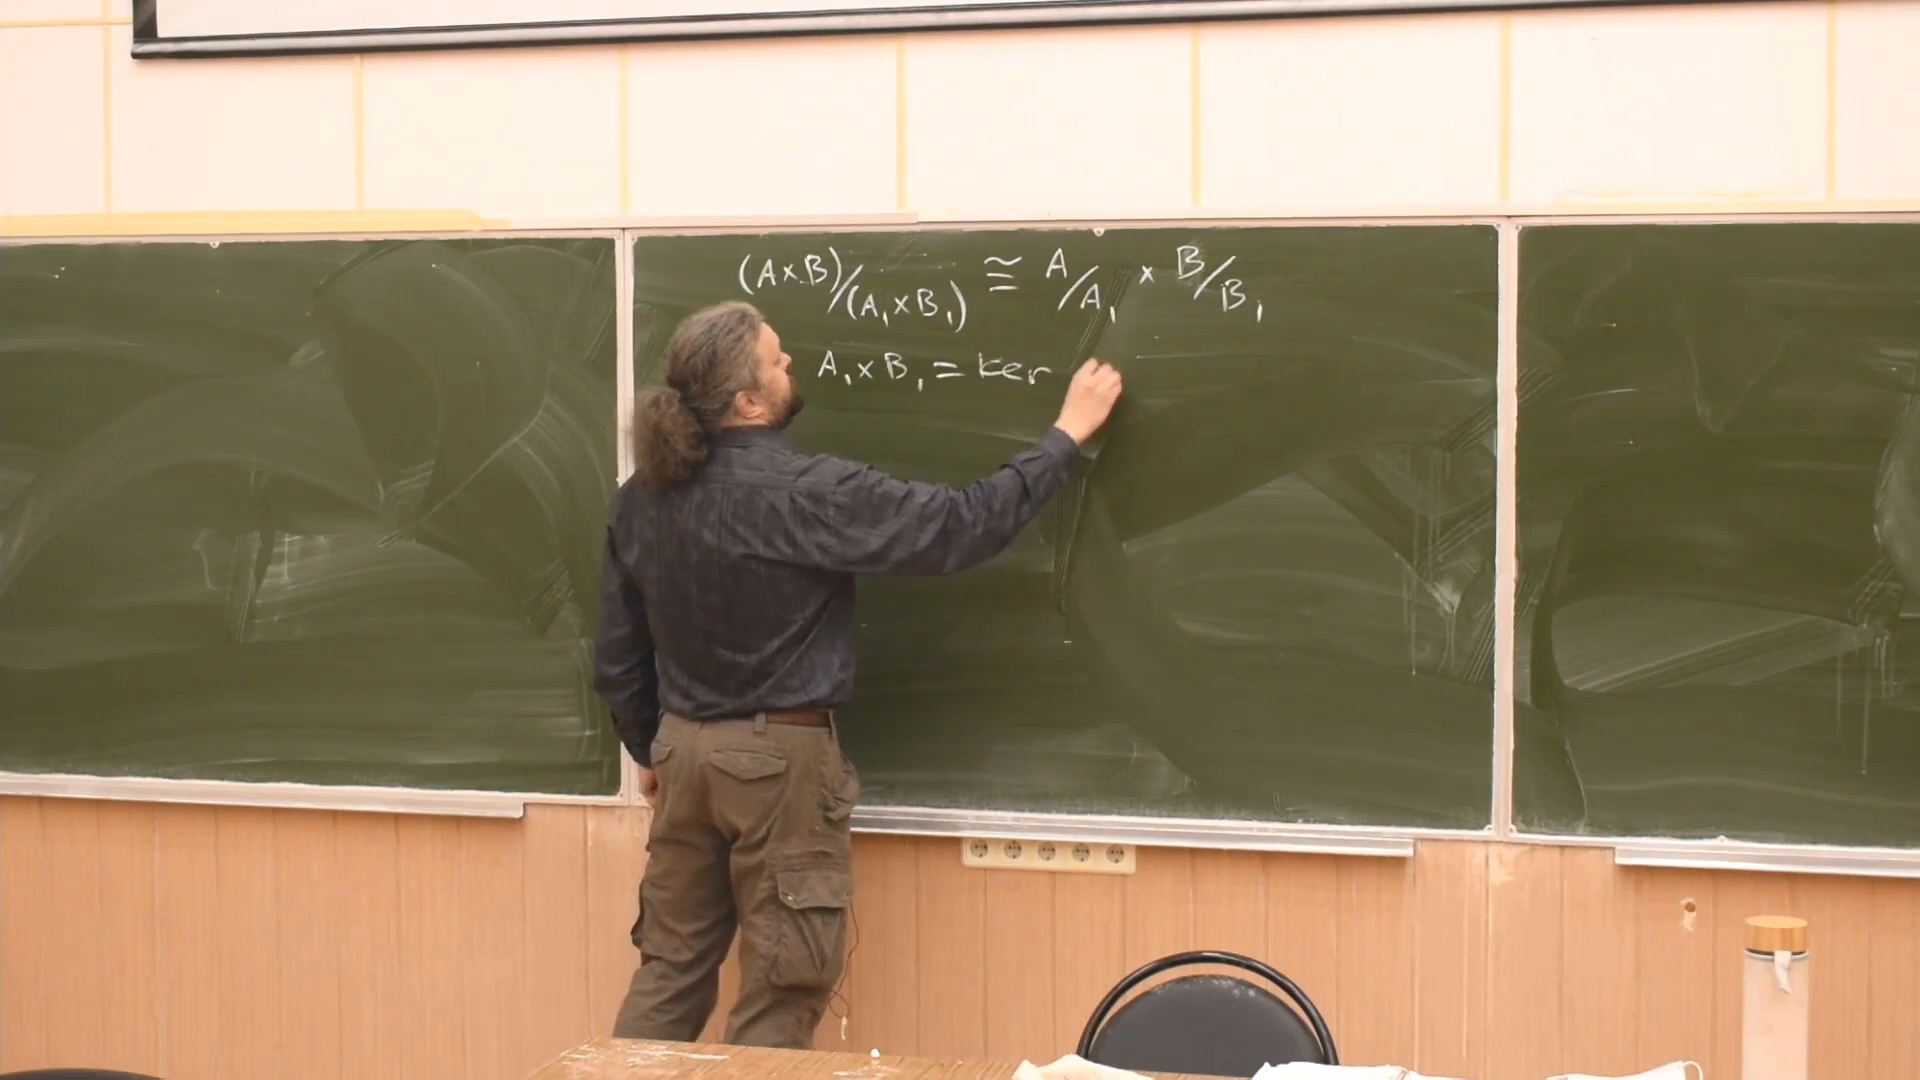 (A×B)/(A₁×B₁) ≅ A/A₁ × B/B₁
A₁×B₁ = ker